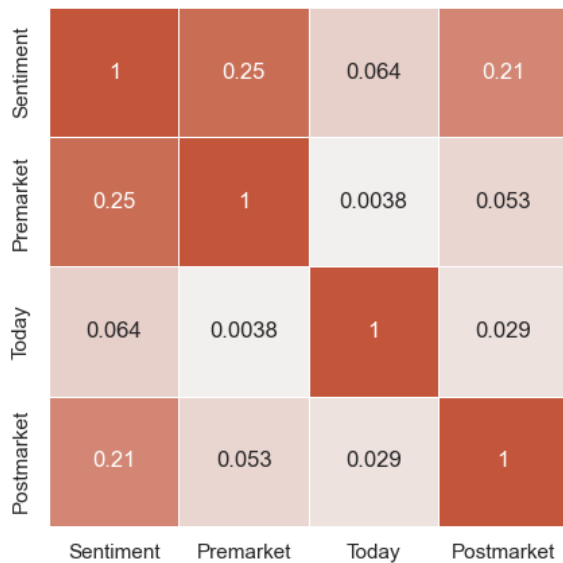 Sentiment 1 0.25 0.064 0.21
Premarket 0.25 1 0.0038 0.053
Today 0.064 0.0038 1 0.029
Postmarket 0.21 0.053 0.029 1
Sentiment Premarket Today Postmarket